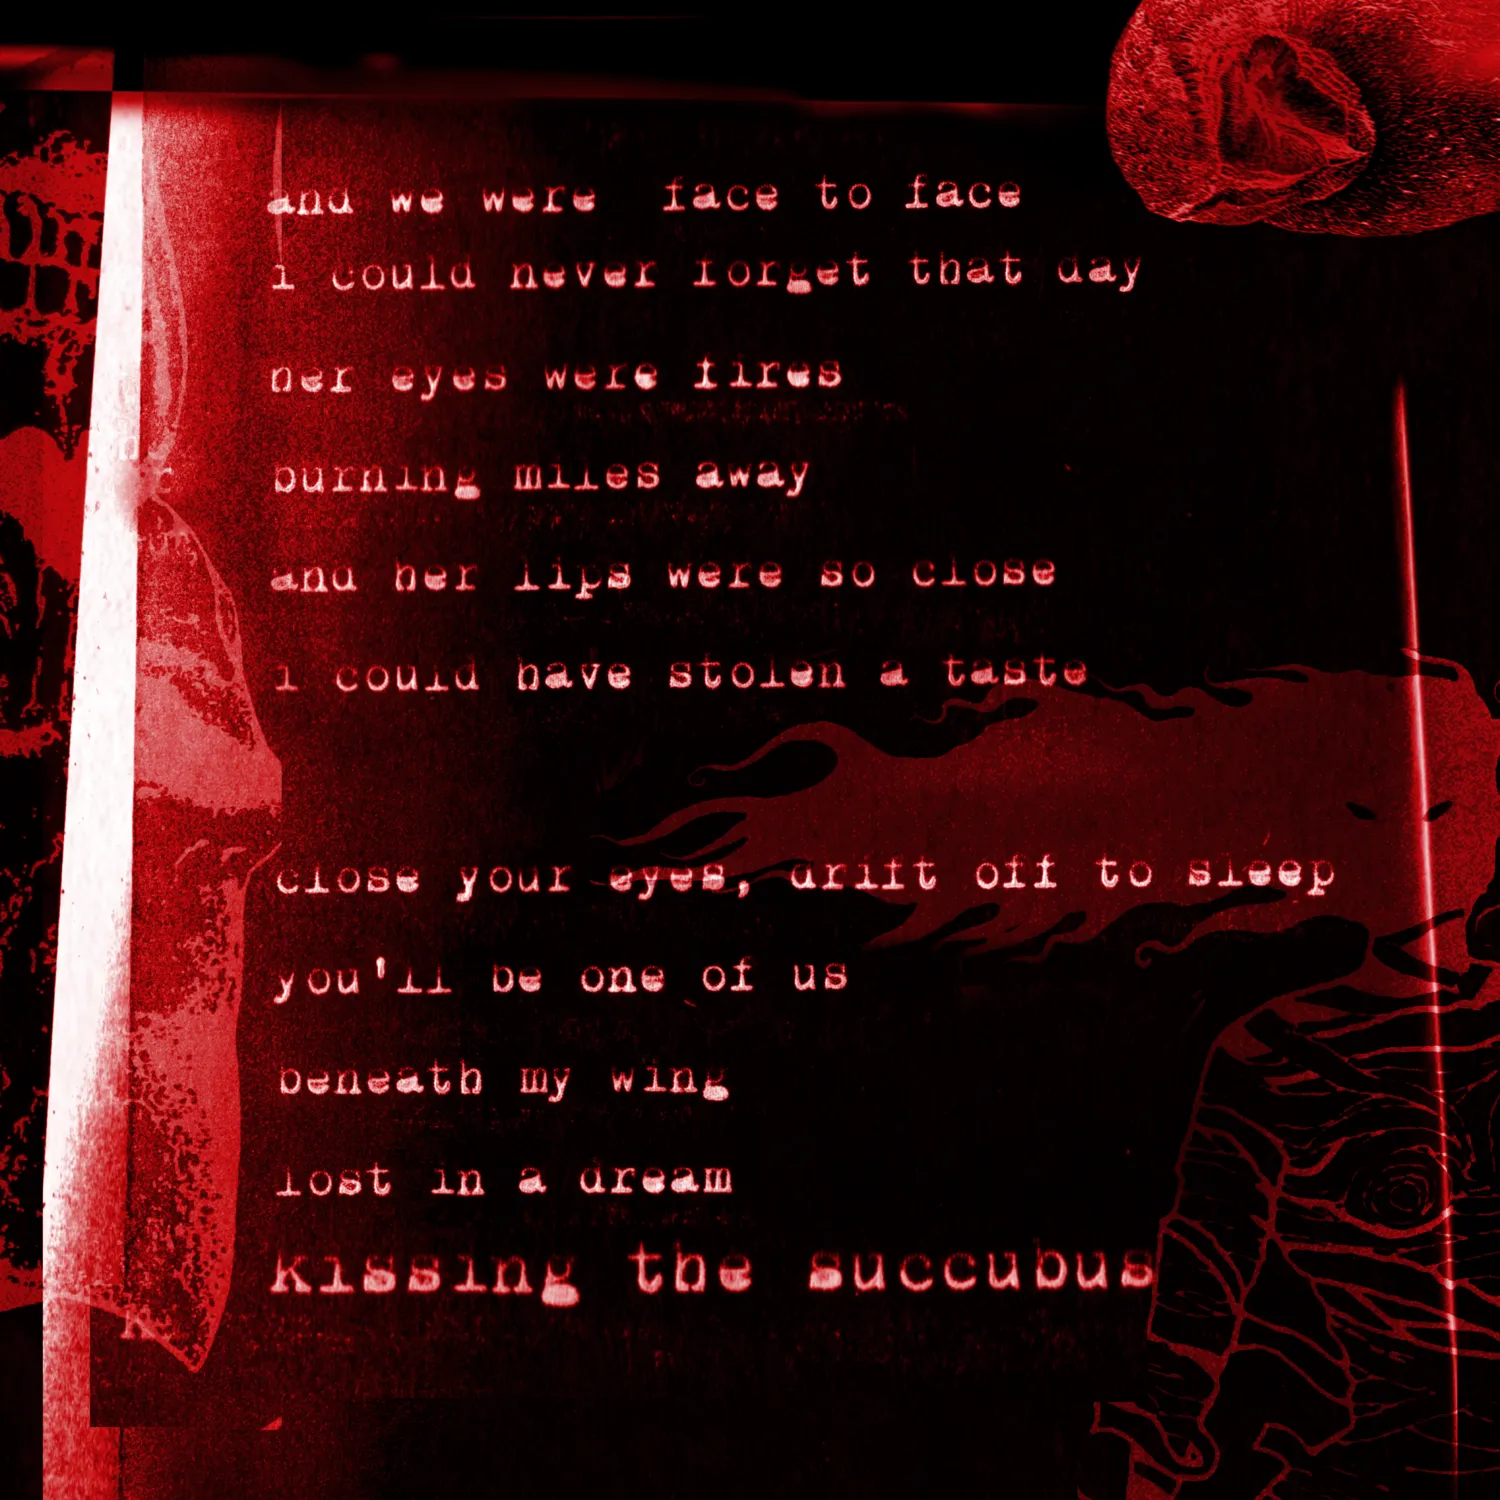 and we were face to face
i could never forget that day
her eyes were fires
burning miles away
and her lips were so close
i could have stolen a taste
close your eyes, drift off to sleep
you'll be one of us
beneath my wing
lost in a dream
kissing the succubus